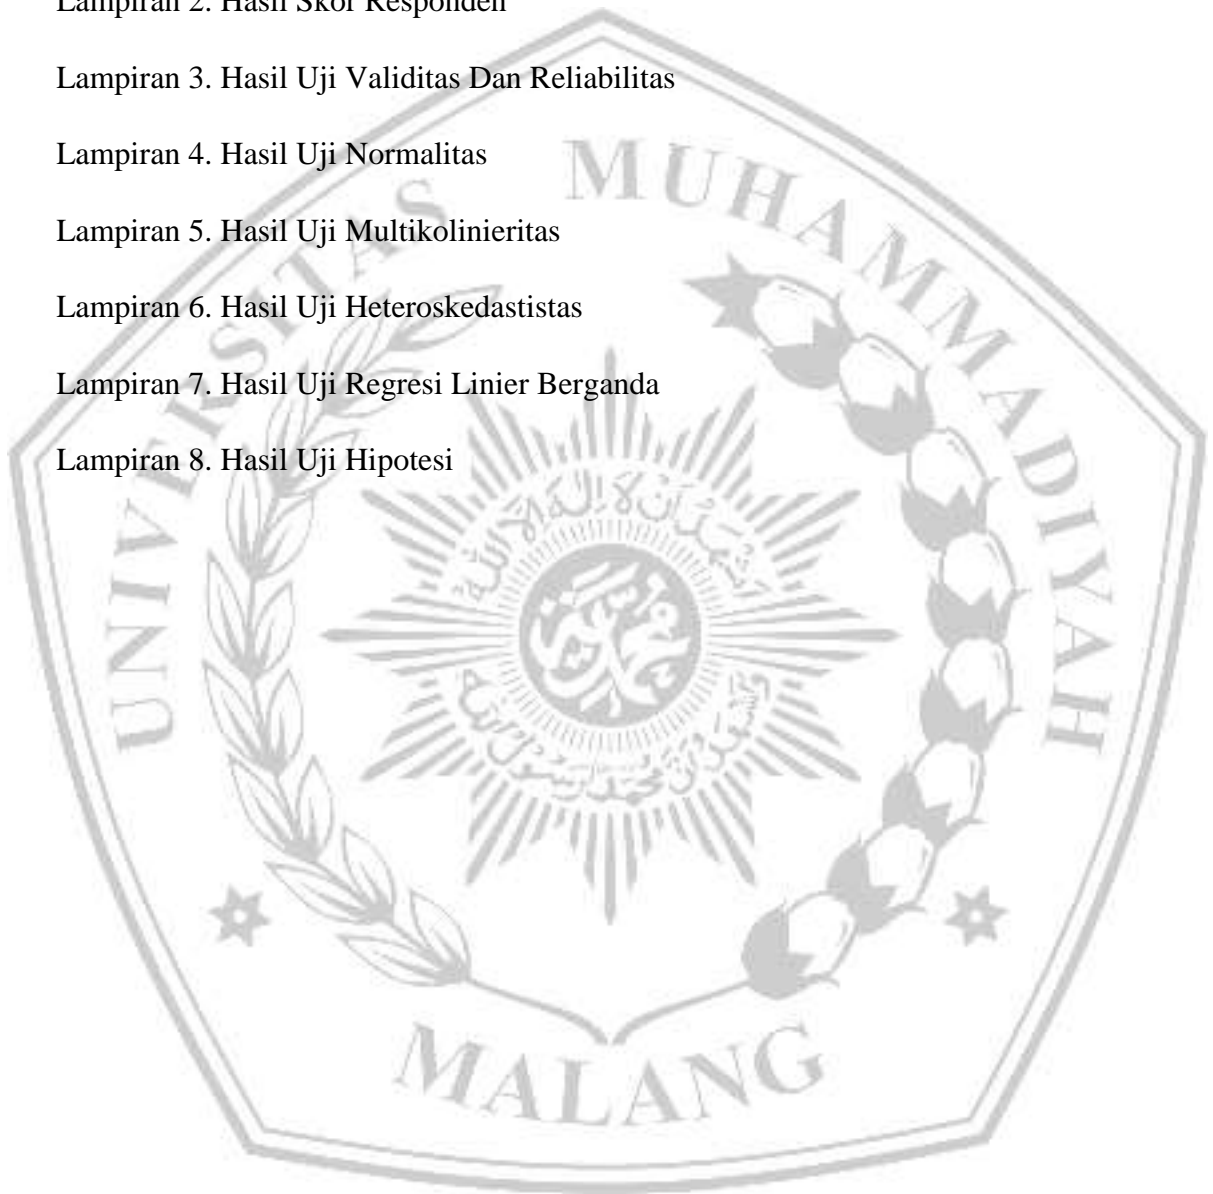 Lampiran 2. Hasil Skor Responden
Lampiran 3. Hasil Uji Validitas Dan Reliabilitas
Lampiran 4. Hasil Uji Normalitas
Lampiran 5. Hasil Uji Multikolinieritas
Lampiran 6. Hasil Uji Heteroskedastistas
Lampiran 7. Hasil Uji Regresi Linier Berganda
Lampiran 8. Hasil Uji Hipotesi
UNIVERSITAS MUHAMMADIYAH
MALANG